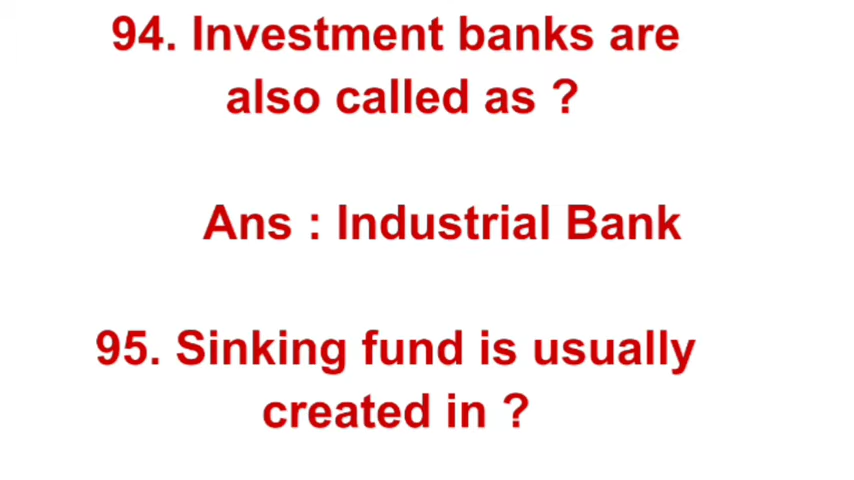 94. Investment banks are
also called as ?
Ans : Industrial Bank
95. Sinking fund is usually
created in ?